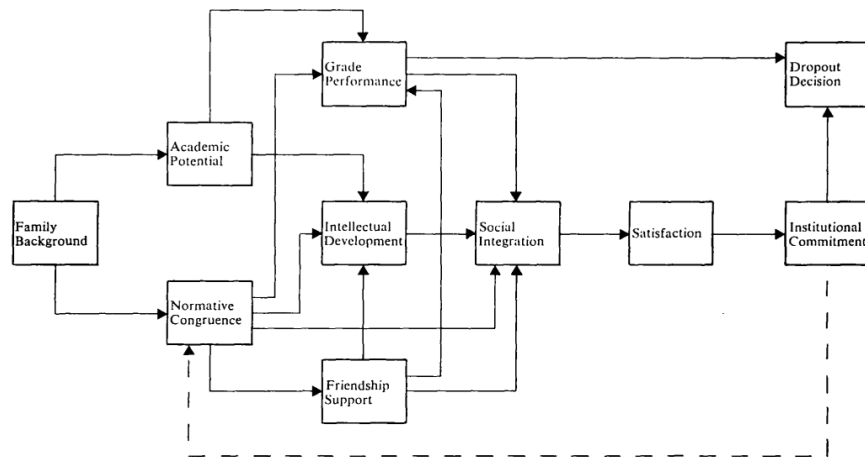 Grade
Performance
Dropout
Decision
Academic
Potential
Family
Background
Intellectual
Development
Social
Integration
Satisfaction
Institutional
Commitment
Normative
Congruence
Friendship
Support